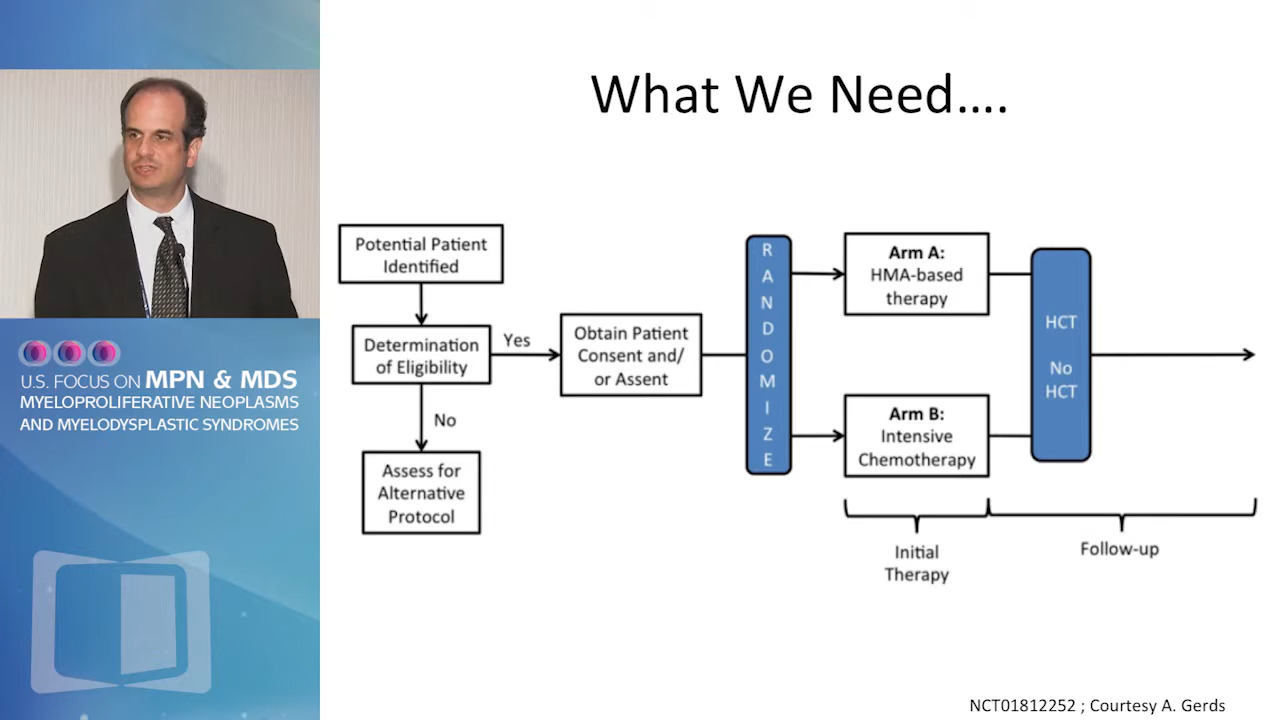 What We Need....
Potential Patient
Identified
Determination
of Eligibility
Yes
No
Assess for
Alternative
Protocol
Obtain Patient
Consent and/
or Assent
R
A
N
D
O
M
I
Z
E
Arm A:
HMA-based
therapy
Arm B:
Intensive
Chemotherapy
HCT
No
HCT
Initial
Therapy
Follow-up
U.S. FOCUS ON MPN & MDS
MYELOPROLIFERATIVE NEOPLASMS
AND MYELODYSPLASTIC SYNDROMES
NCT01812252 ; Courtesy A. Gerds